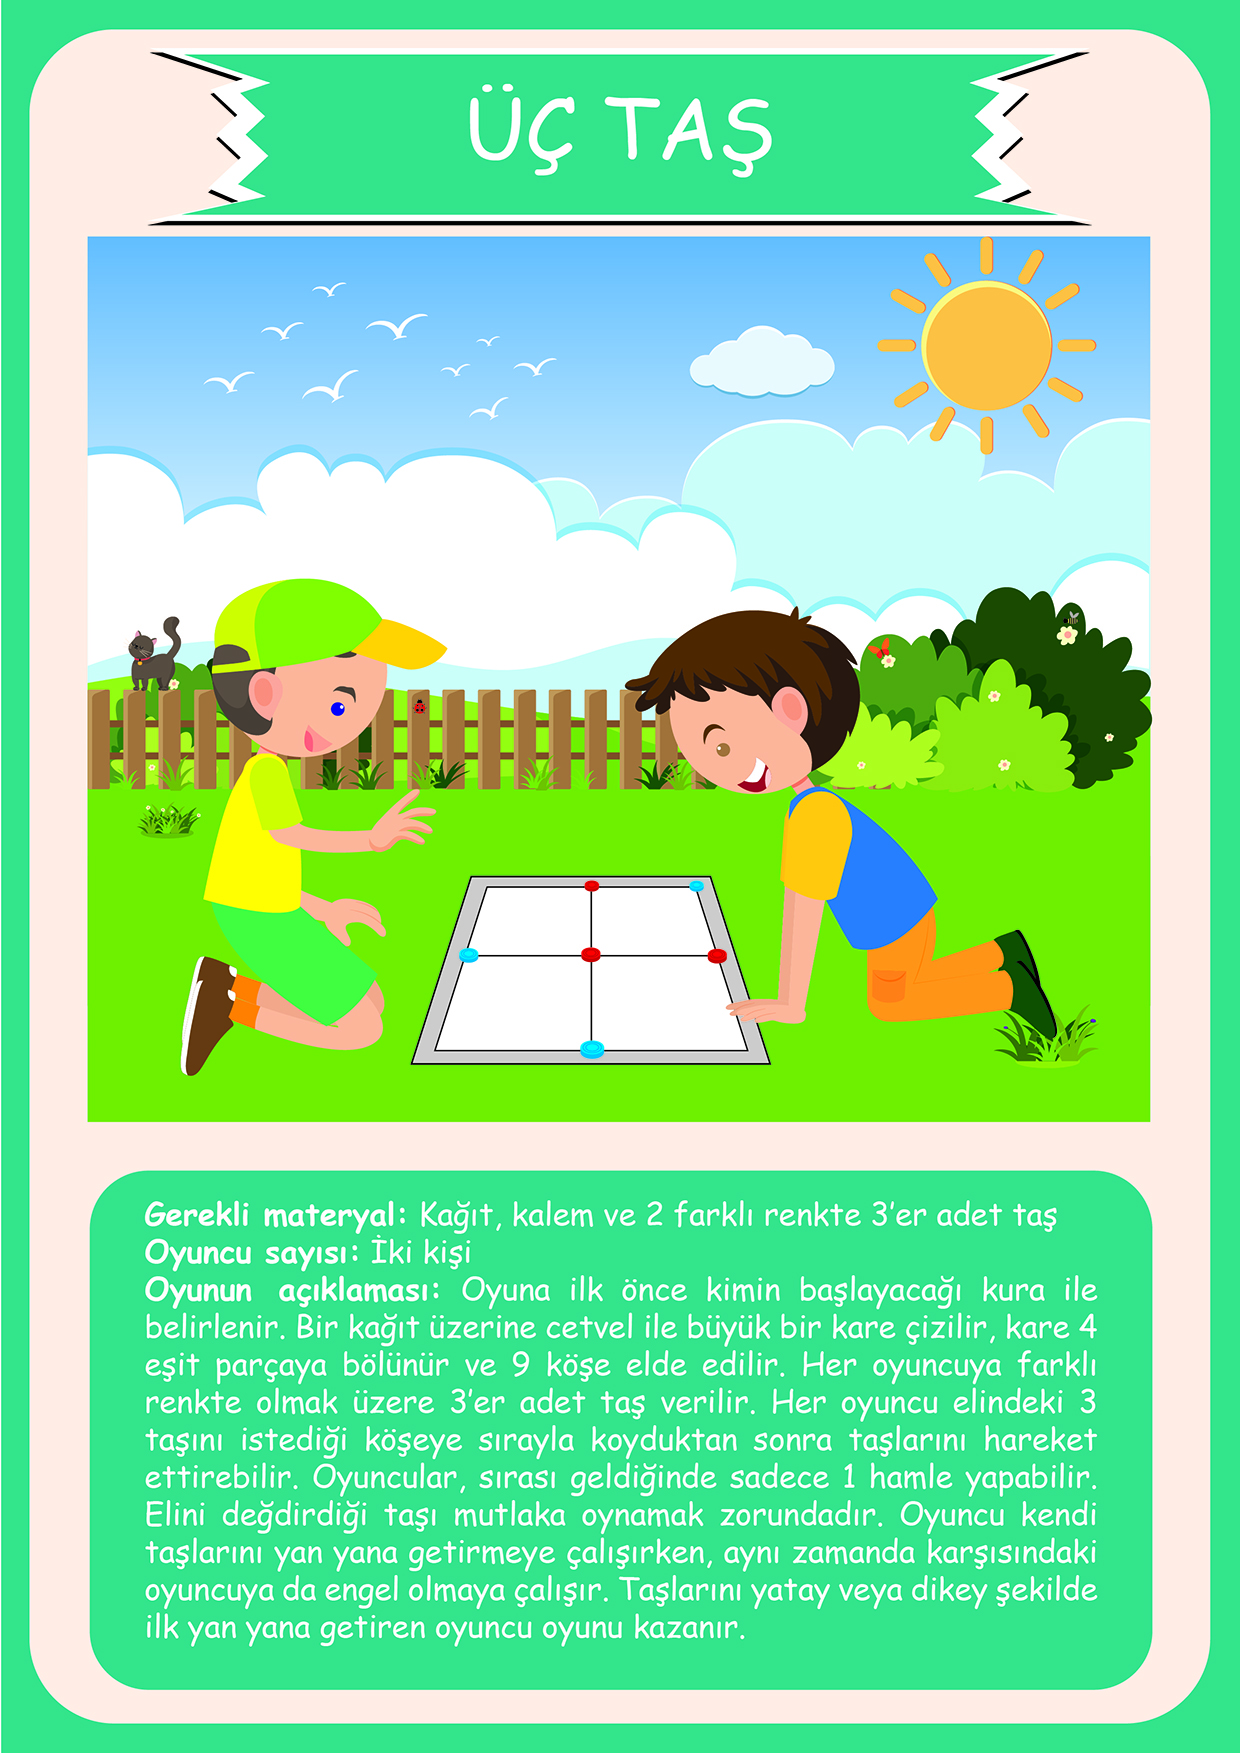 ÜÇ TAŞ
Gerekli materyal: Kağıt, kalem ve 2 farklı renkte 3'er adet taş
Oyuncu sayısı: İki kişi
Oyunun açıklaması: Oyuna ilk önce kimin başlayacağı kura ile
belirlenir. Bir kağıt üzerine cetvel ile büyük bir kare çizilir, kare 4
eşit parçaya bölünür ve 9 köşe elde edilir. Her oyuncuya farklı
renkte olmak üzere 3'er adet taş verilir. Her oyuncu elindeki 3
taşını istediği köşeye sırayla koyduktan sonra taşlarını hareket
ettirebilir. Oyuncular, sırası geldiğinde sadece 1 hamle yapabilir.
Elini değdirdiği taşı mutlaka oynamak zorundadır. Oyuncu kendi
taşlarını yan yana getirmeye çalışırken, aynı zamanda karşısındaki
oyuncuya da engel olmaya çalışır. Taşlarını yatay veya dikey şekilde
ilk yan yana getiren oyuncu oyunu kazanır.